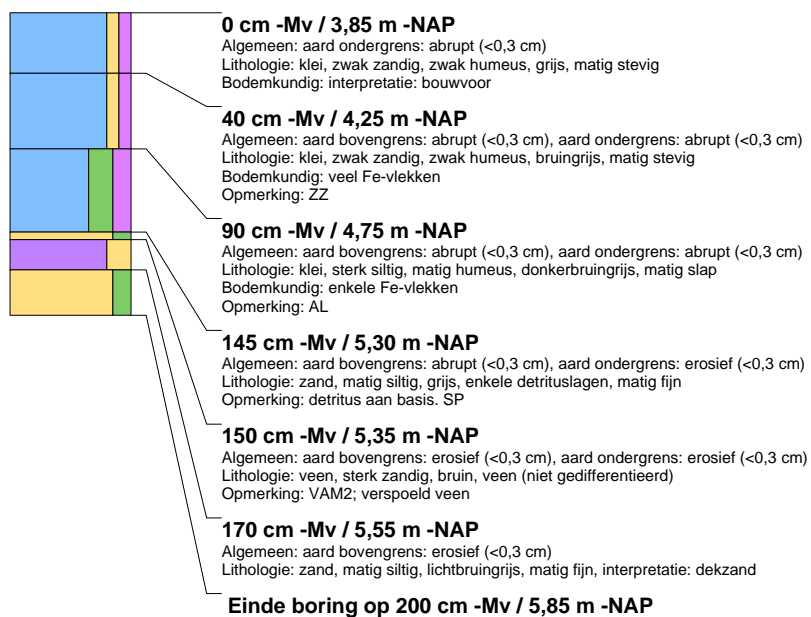 0 cm -Mv / 3,85 m -NAP
Algemeen: aard ondergrens: abrupt (<0,3 cm)
Lithologie: klei, zwak zandig, zwak humeus, grijs, matig stevig
Bodemkundig: interpretatie: bouwvoor
40 cm -Mv / 4,25 m -NAP
Algemeen: aard bovengrens: abrupt (<0,3 cm), aard ondergrens: abrupt (<0,3 cm)
Lithologie: klei, zwak zandig, zwak humeus, bruingrijs, matig stevig
Bodemkundig: veel Fe-vlekken
Opmerking: ZZ
90 cm -Mv / 4,75 m -NAP
Algemeen: aard bovengrens: abrupt (<0,3 cm), aard ondergrens: abrupt (<0,3 cm)
Lithologie: klei, sterk siltig, matig humeus, donkerbruingrijs, matig slap
Bodemkundig: enkele Fe-vlekken
Opmerking: AL
145 cm -Mv / 5,30 m -NAP
Algemeen: aard bovengrens: abrupt (<0,3 cm), aard ondergrens: erosief (<0,3 cm)
Lithologie: zand, matig siltig, grijs, enkele detrituslagen, matig fijn
Opmerking: detritus aan basis. SP
150 cm -Mv / 5,35 m -NAP
Algemeen: aard bovengrens: erosief (<0,3 cm), aard ondergrens: erosief (<0,3 cm)
Lithologie: veen, sterk zandig, bruin, veen (niet gedifferentieerd)
Opmerking: VAM2; verspoeld veen
170 cm -Mv / 5,55 m -NAP
Algemeen: aard bovengrens: erosief (<0,3 cm)
Lithologie: zand, matig siltig, lichtbruingrijs, matig fijn, interpretatie: dekzand
Einde boring op 200 cm -Mv / 5,85 m -NAP